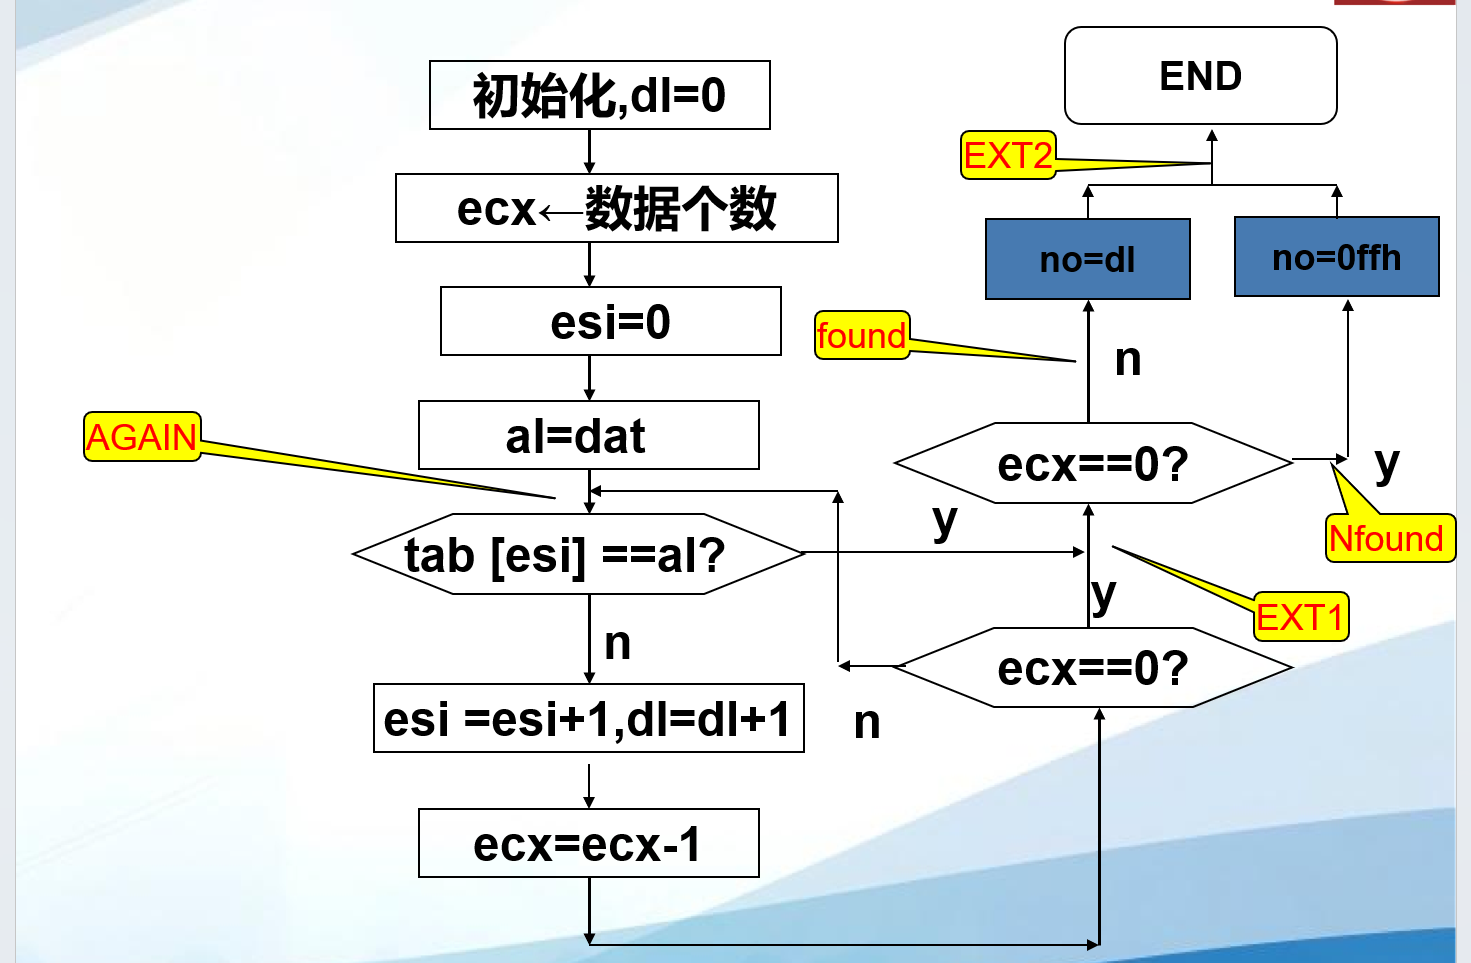 初始化,dl=0
ecx←数据个数
esi=0
al=dat
AGAIN
tab [esi] ==al?
y
n
esi =esi+1,dl=dl+1
ecx=ecx-1
ecx==0?
n
y
EXT1
ecx==0?
y
Nfound
n
found
no=dl
no=0ffh
EXT2
END